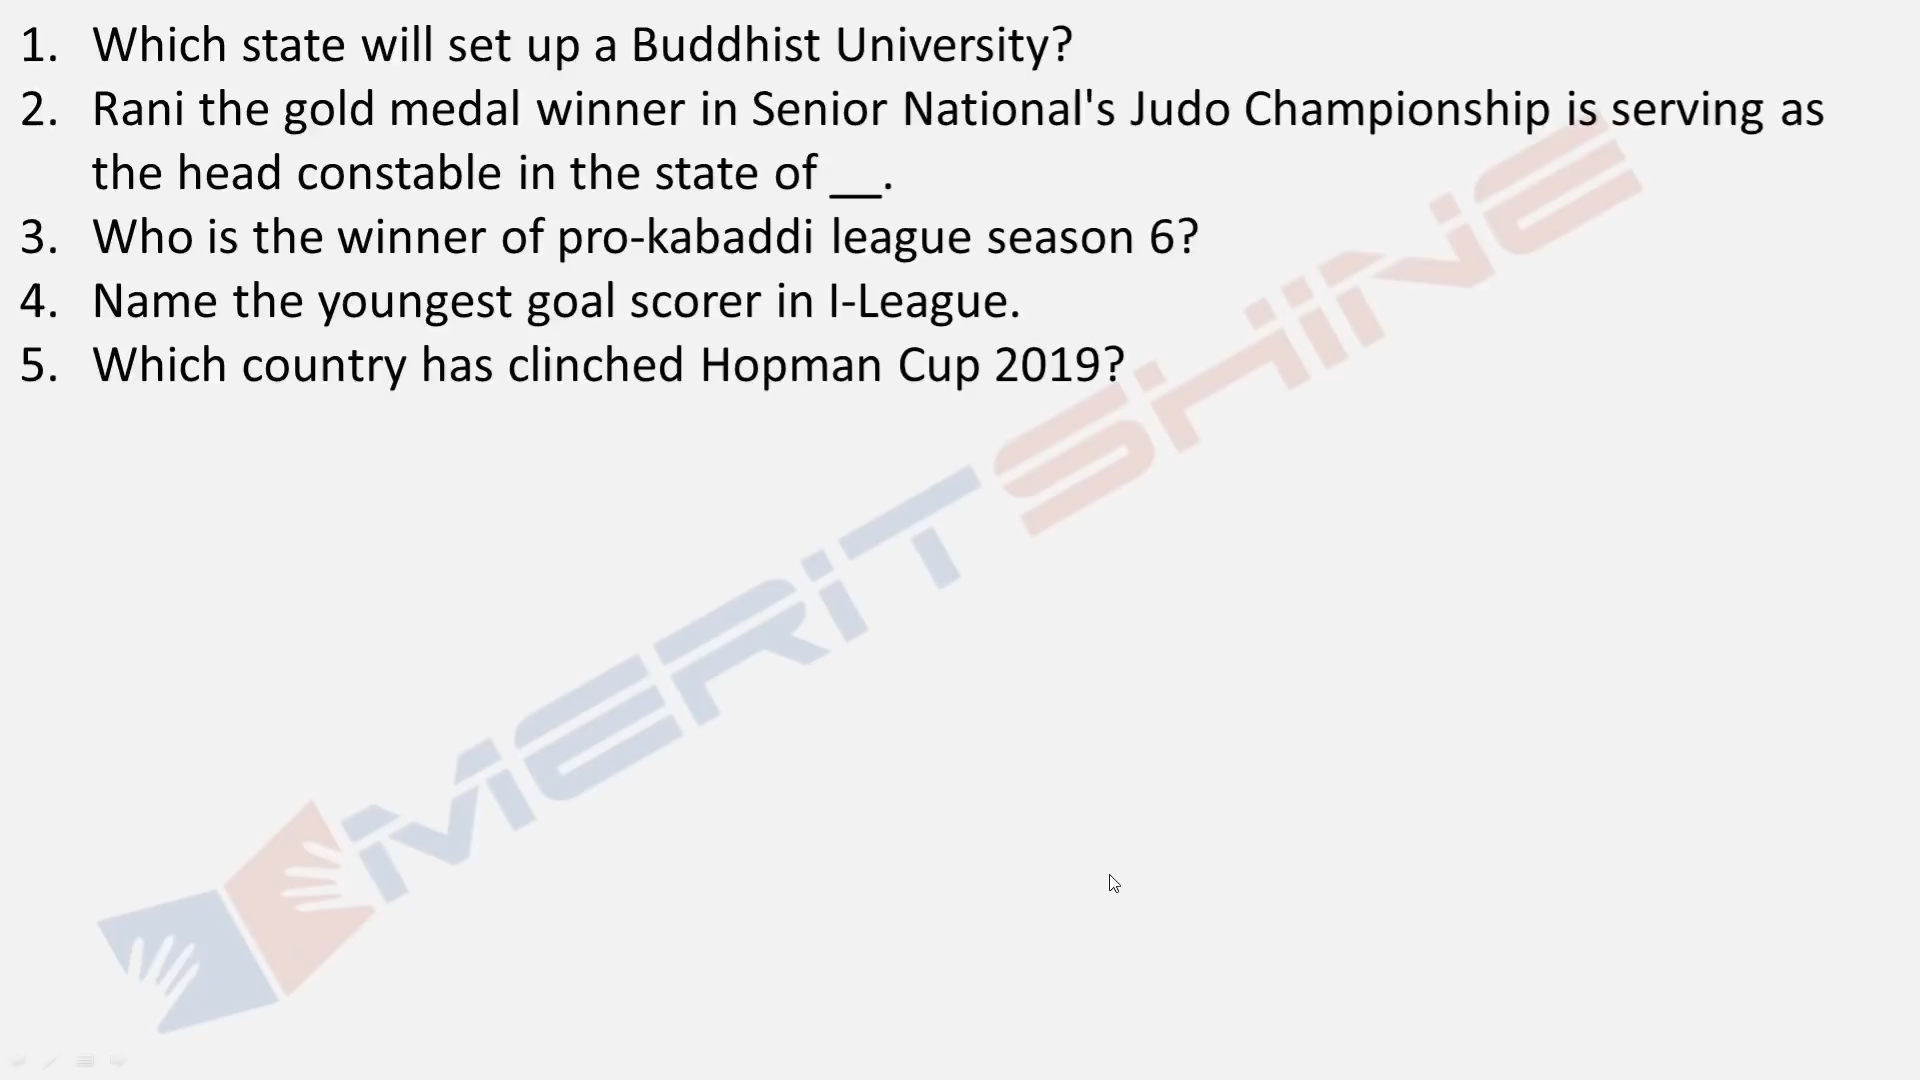 1. Which state will set up a Buddhist University?
2. Rani the gold medal winner in Senior National's Judo Championship is serving as
the head constable in the state of __.
3. Who is the winner of pro-kabaddi league season 6?
4. Name the youngest goal scorer in I-League.
5. Which country has clinched Hopman Cup 2019?
MERITSHINE